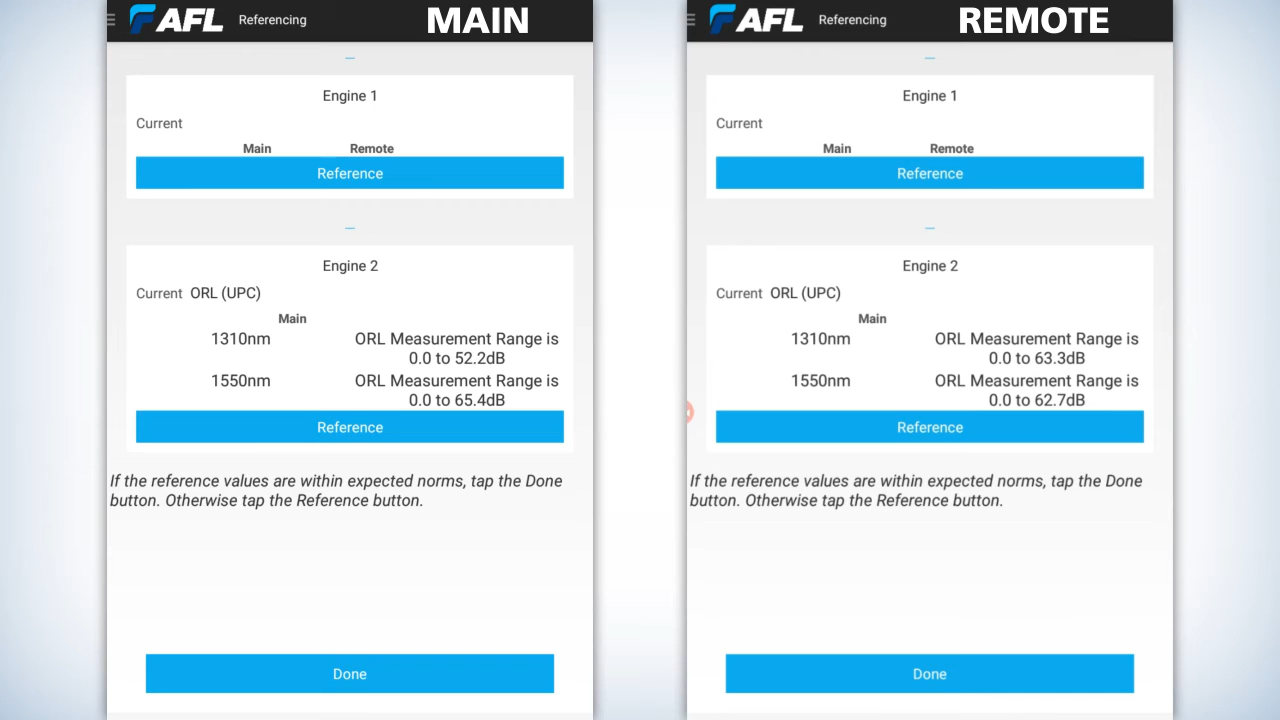 AFL Referencing MAIN
Engine 1
Current
Main Remote
Reference
Engine 2
Current ORL (UPC)
Main
1310nm ORL Measurement Range is
0.0 to 52.2dB
1550nm ORL Measurement Range is
0.0 to 65.4dB
Reference
If the reference values are within expected norms, tap the Done
button. Otherwise tap the Reference button.
Done
AFL Referencing REMOTE
Engine 1
Current
Main Remote
Reference
Engine 2
Current ORL (UPC)
Main
1310nm ORL Measurement Range is
0.0 to 63.3dB
1550nm ORL Measurement Range is
0.0 to 62.7dB
Reference
If the reference values are within expected norms, tap the Done
button. Otherwise tap the Reference button.
Done